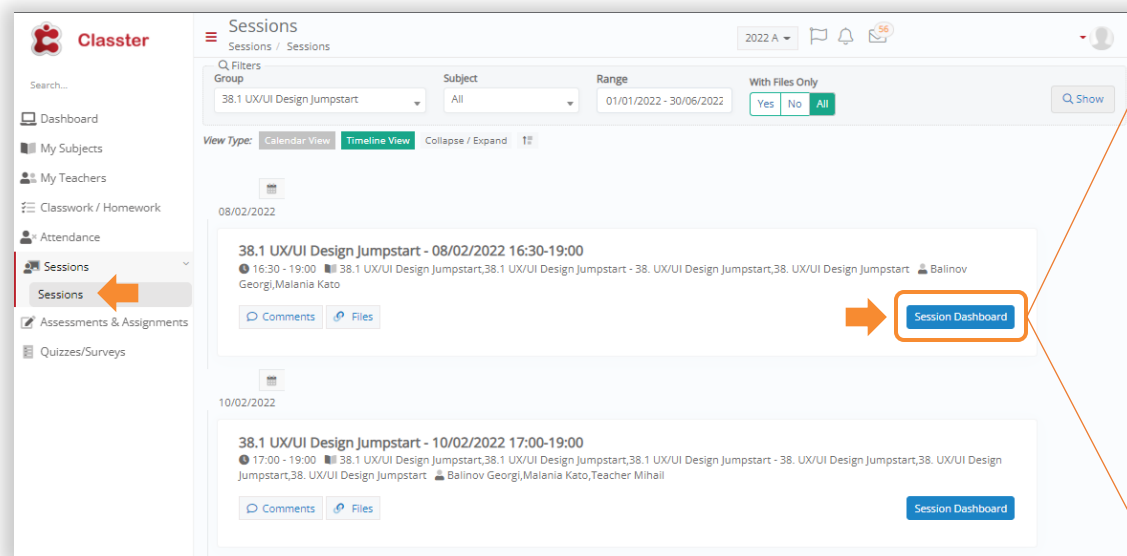 Classter
Search...
Dashboard
My Subjects
My Teachers
Classwork / Homework
Attendance
Sessions
Sessions
Assessments & Assignments
Quizzes/Surveys
Sessions
Sessions / Sessions
2022 A
56
Filters
Group
Subject
Range
With Files Only
38.1 UX/UI Design Jumpstart
All
01/01/2022 - 30/06/2022
Yes No All
Show
View Type: Calendar View Timeline View Collapse / Expand
08/02/2022
38.1 UX/UI Design Jumpstart - 08/02/2022 16:30-19:00
16:30 - 19:00 38.1 UX/UI Design Jumpstart,38.1 UX/UI Design Jumpstart - 38. UX/UI Design Jumpstart,38. UX/UI Design Jumpstart Balinov
Georgi,Malania Kato
Comments Files
Session Dashboard
10/02/2022
38.1 UX/UI Design Jumpstart - 10/02/2022 17:00-19:00
17:00 - 19:00 38.1 UX/UI Design Jumpstart,38.1 UX/UI Design Jumpstart,38.1 UX/UI Design Jumpstart - 38. UX/UI Design Jumpstart,38. UX/UI Design
Jumpstart,38. UX/UI Design Jumpstart Balinov Georgi,Malania Kato,Teacher Mihail
Comments Files
Session Dashboard